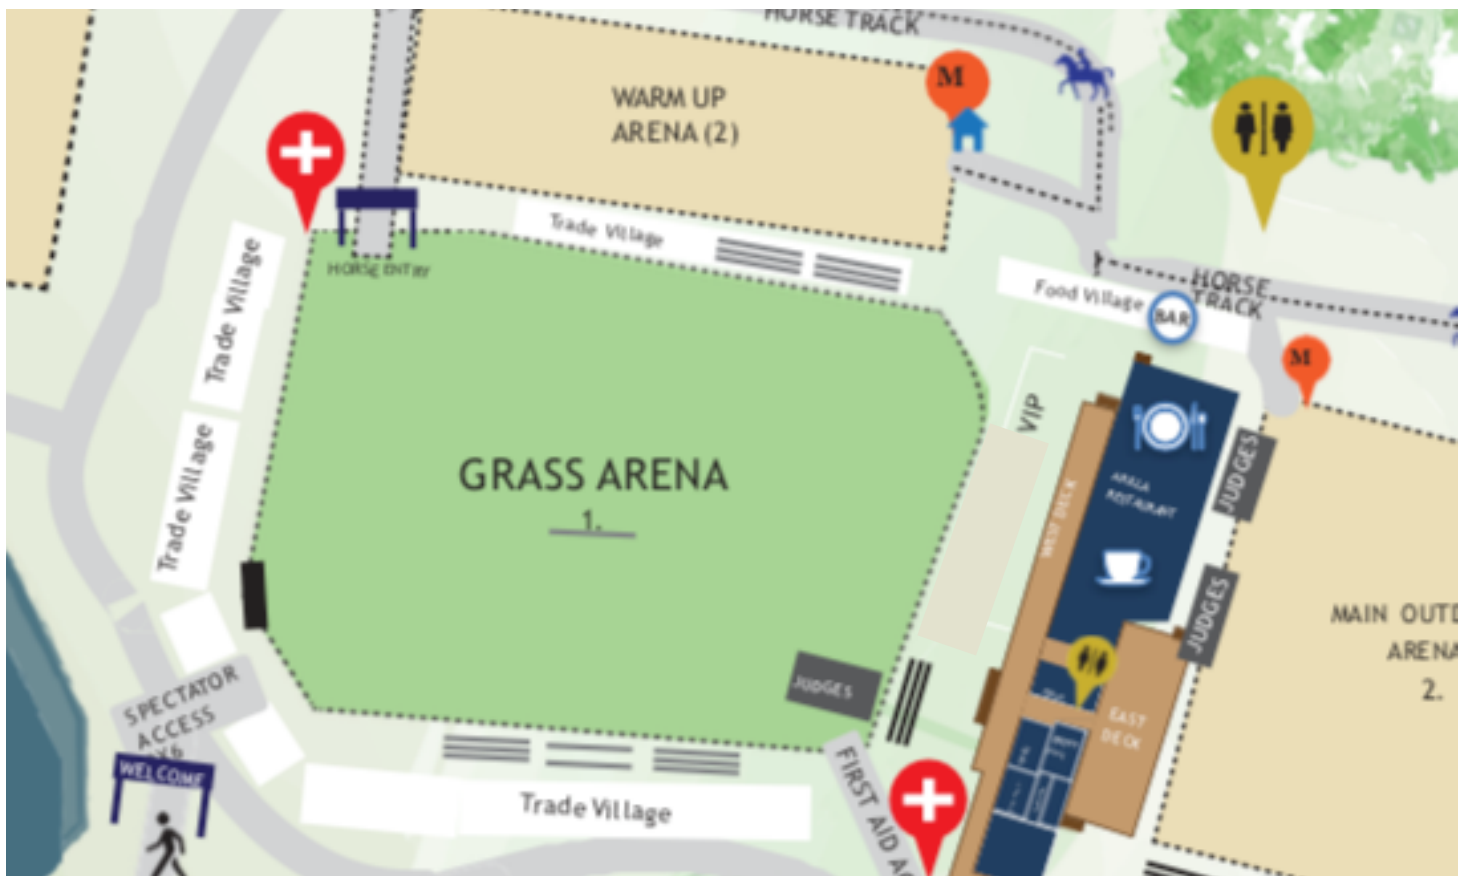 HORSE TRACK
WARM UP
ARENA (2)
M
HORSE ENTRY
Trade Village
Trade Village
Trade Village
Food Village
BAR
HORSE
TRACK
M
VIP
GRASS ARENA
1.
WEST DECK
RESTAURANT
JUDGES
JUDGES
JUDGES
MAIN OUTD
ARENA
2.
EAST
DECK
SPECTATOR
ACCESS
WELCOME
Trade Village
FIRST AID AC